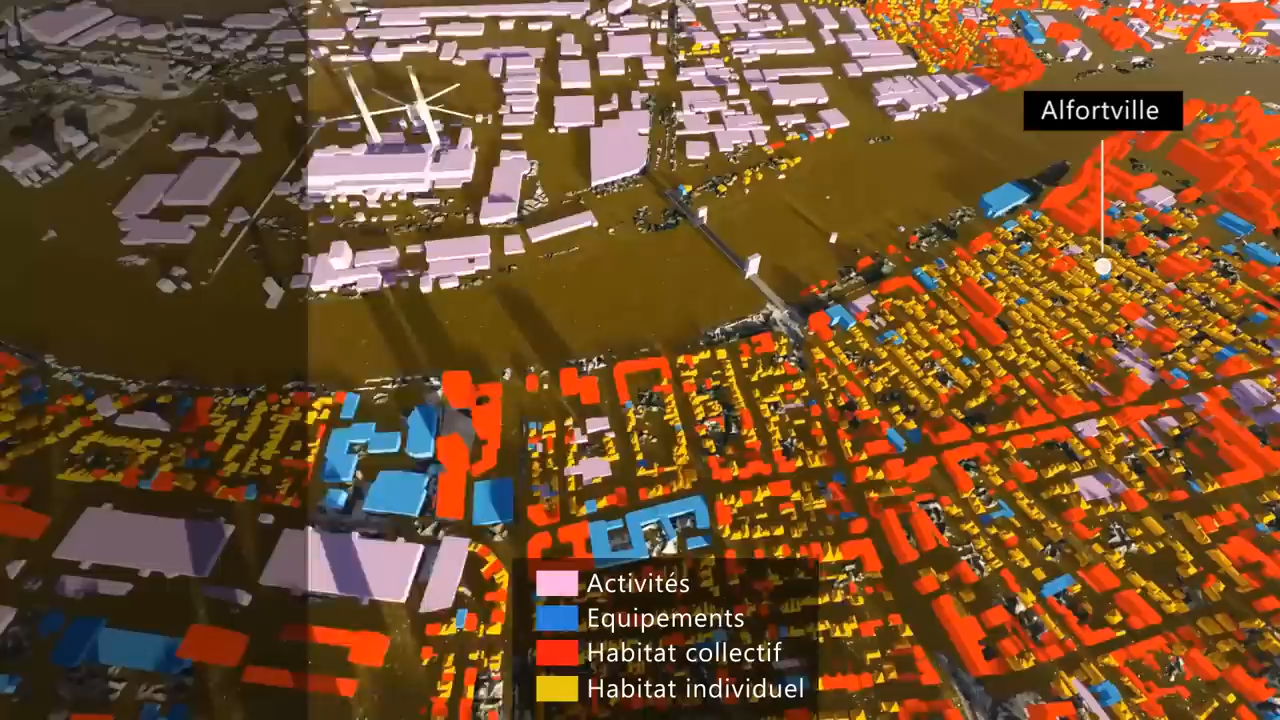 Alfortville
Activités
Equipements
Habitat collectif
Habitat individuel